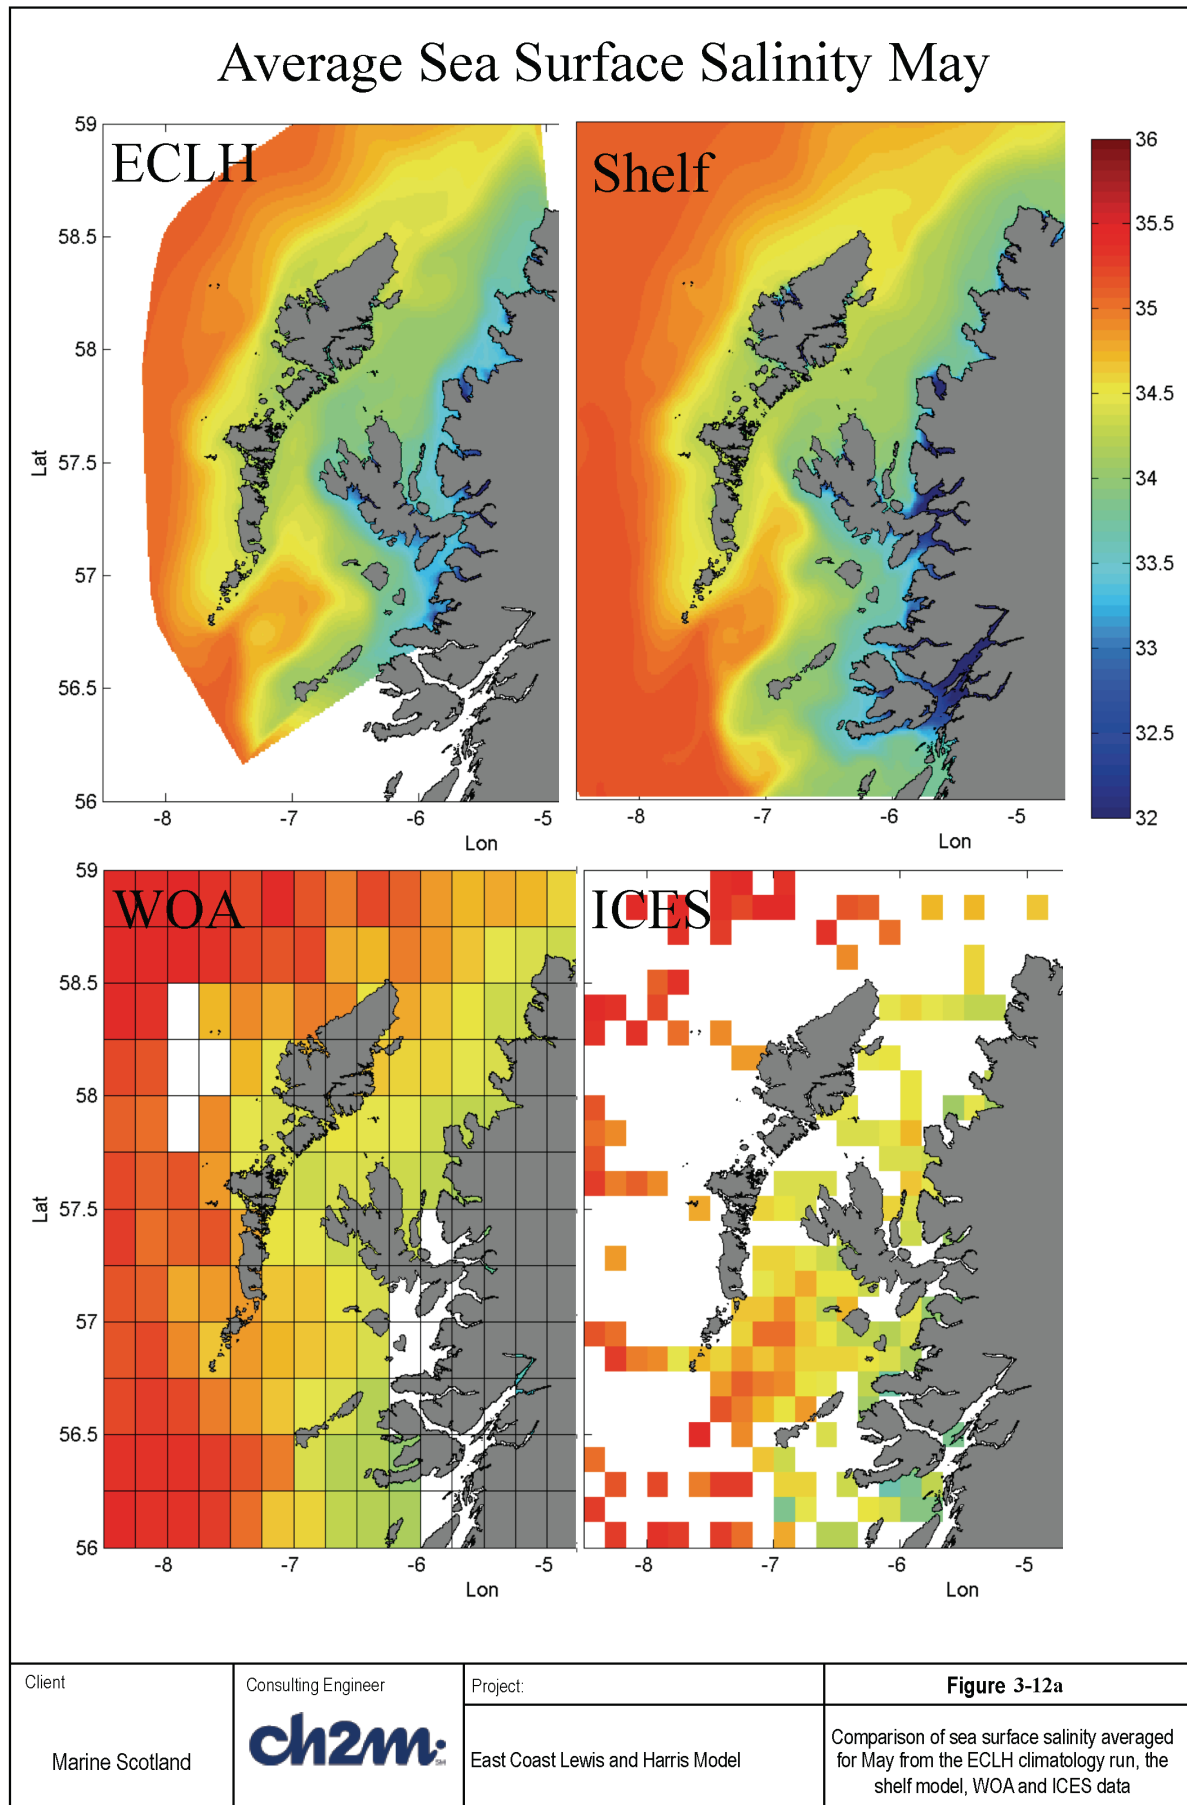 Average Sea Surface Salinity May
ECLH
Shelf
59
58.5
58
57.5
57
56.5
56
Lat
-8
-7
-6
-5
Lon
-8
-7
-6
-5
Lon
36
35.5
35
34.5
34
33.5
33
32.5
32
WOA
ICES
59
58.5
58
57.5
57
56.5
56
Lat
-8
-7
-6
-5
Lon
-8
-7
-6
-5
Lon
Client
Marine Scotland
Consulting Engineer
ch2m:
SM
Project:
East Coast Lewis and Harris Model
Figure 3-12a
Comparison of sea surface salinity averaged
for May from the ECLH climatology run, the
shelf model, WOA and ICES data